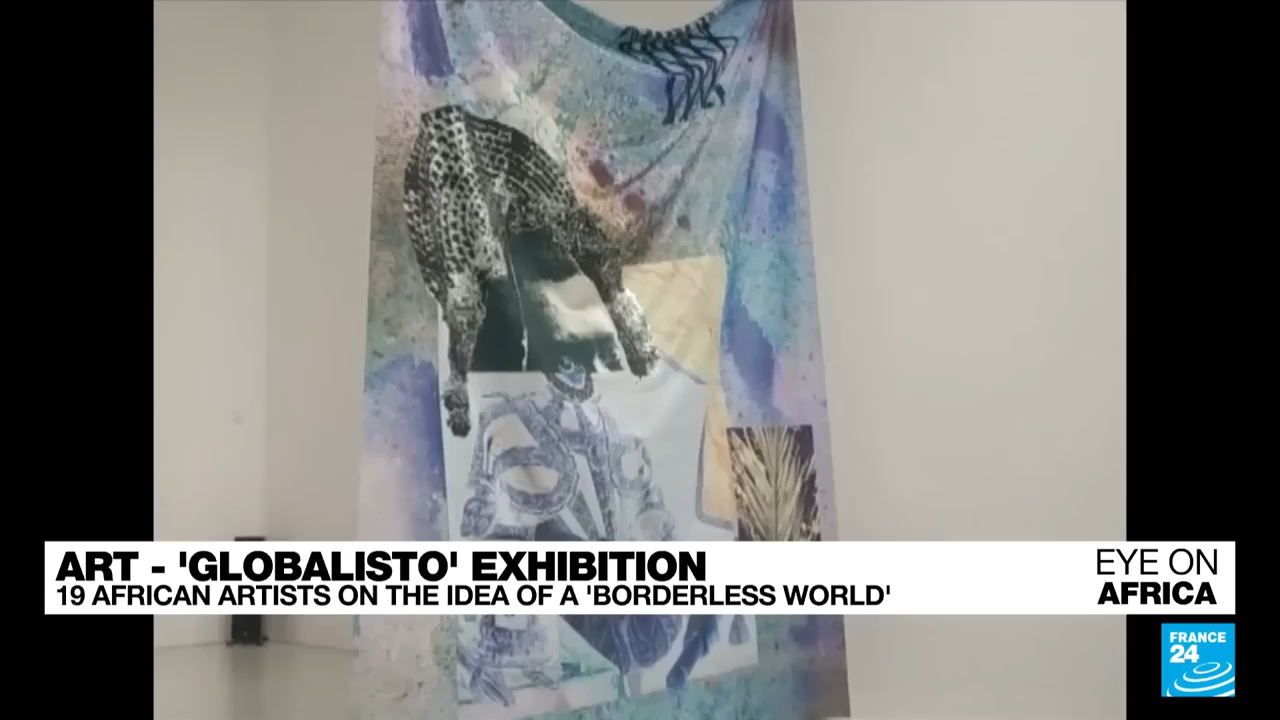 ART - 'GLOBALISTO' EXHIBITION
19 AFRICAN ARTISTS ON THE IDEA OF A 'BORDERLESS WORLD'
EYE ON
AFRICA
FRANCE
24